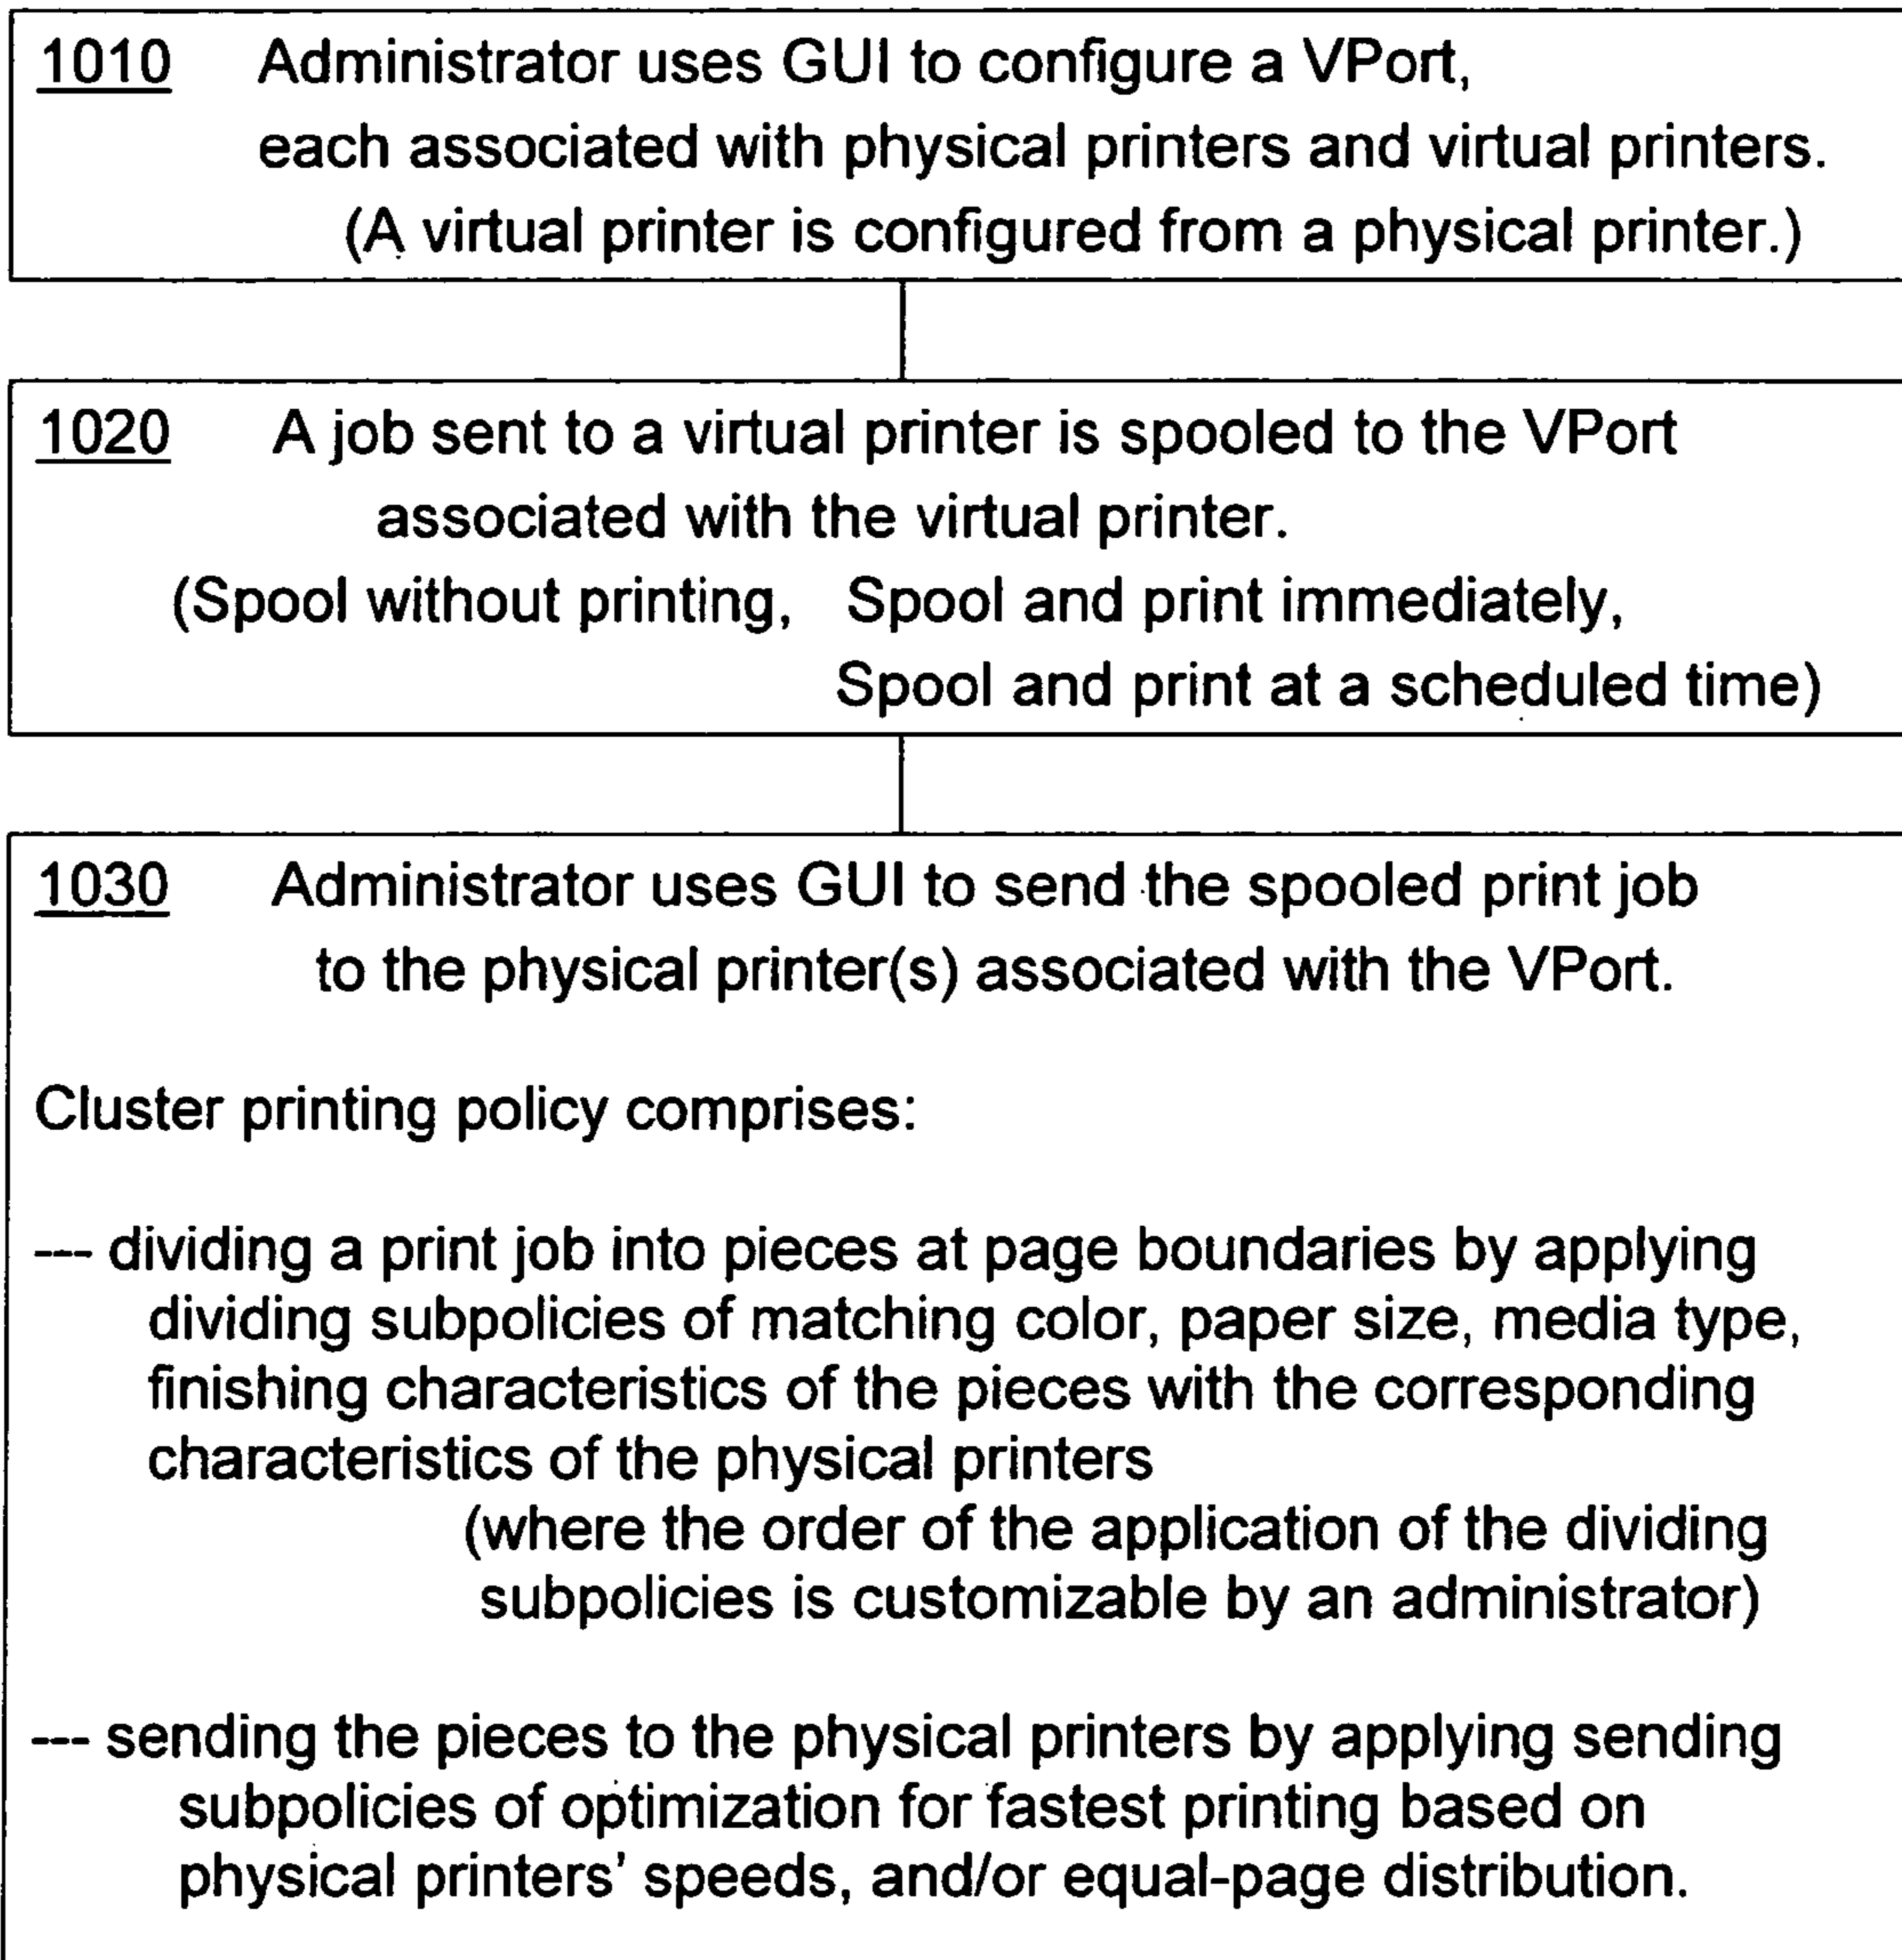 1010 Administrator uses GUI to configure a VPort,
each associated with physical printers and virtual printers.
(A virtual printer is configured from a physical printer.)
1020 A job sent to a virtual printer is spooled to the VPort
associated with the virtual printer.
(Spool without printing, Spool and print immediately,
Spool and print at a scheduled time)
1030 Administrator uses GUI to send the spooled print job
to the physical printer(s) associated with the VPort.
Cluster printing policy comprises:
--- dividing a print job into pieces at page boundaries by applying
dividing subpolicies of matching color, paper size, media type,
finishing characteristics of the pieces with the corresponding
characteristics of the physical printers
(where the order of the application of the dividing
subpolicies is customizable by an administrator)
--- sending the pieces to the physical printers by applying sending
subpolicies of optimization for fastest printing based on
physical printers' speeds, and/or equal-page distribution.